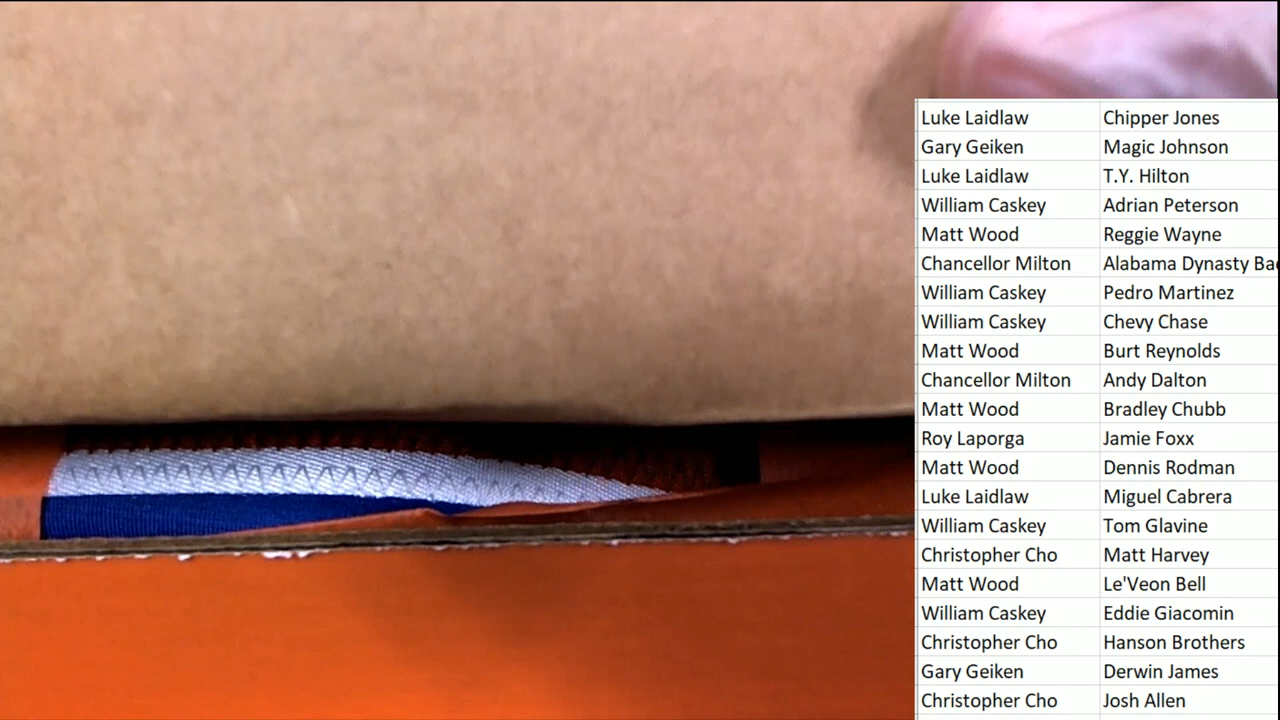 Luke Laidlaw Chipper Jones
Gary Geiken Magic Johnson
Luke Laidlaw T.Y. Hilton
William Caskey Adrian Peterson
Matt Wood Reggie Wayne
Chancellor Milton Alabama Dynasty
William Caskey Pedro Martinez
William Caskey Chevy Chase
Matt Wood Burt Reynolds
Chancellor Milton Andy Dalton
Matt Wood Bradley Chubb
Roy Laporga Jamie Foxx
Matt Wood Dennis Rodman
Luke Laidlaw Miguel Cabrera
William Caskey Tom Glavine
Christopher Cho Matt Harvey
Matt Wood Le'Veon Bell
William Caskey Eddie Giacomin
Christopher Cho Hanson Brothers
Gary Geiken Derwin James
Christopher Cho Josh Allen